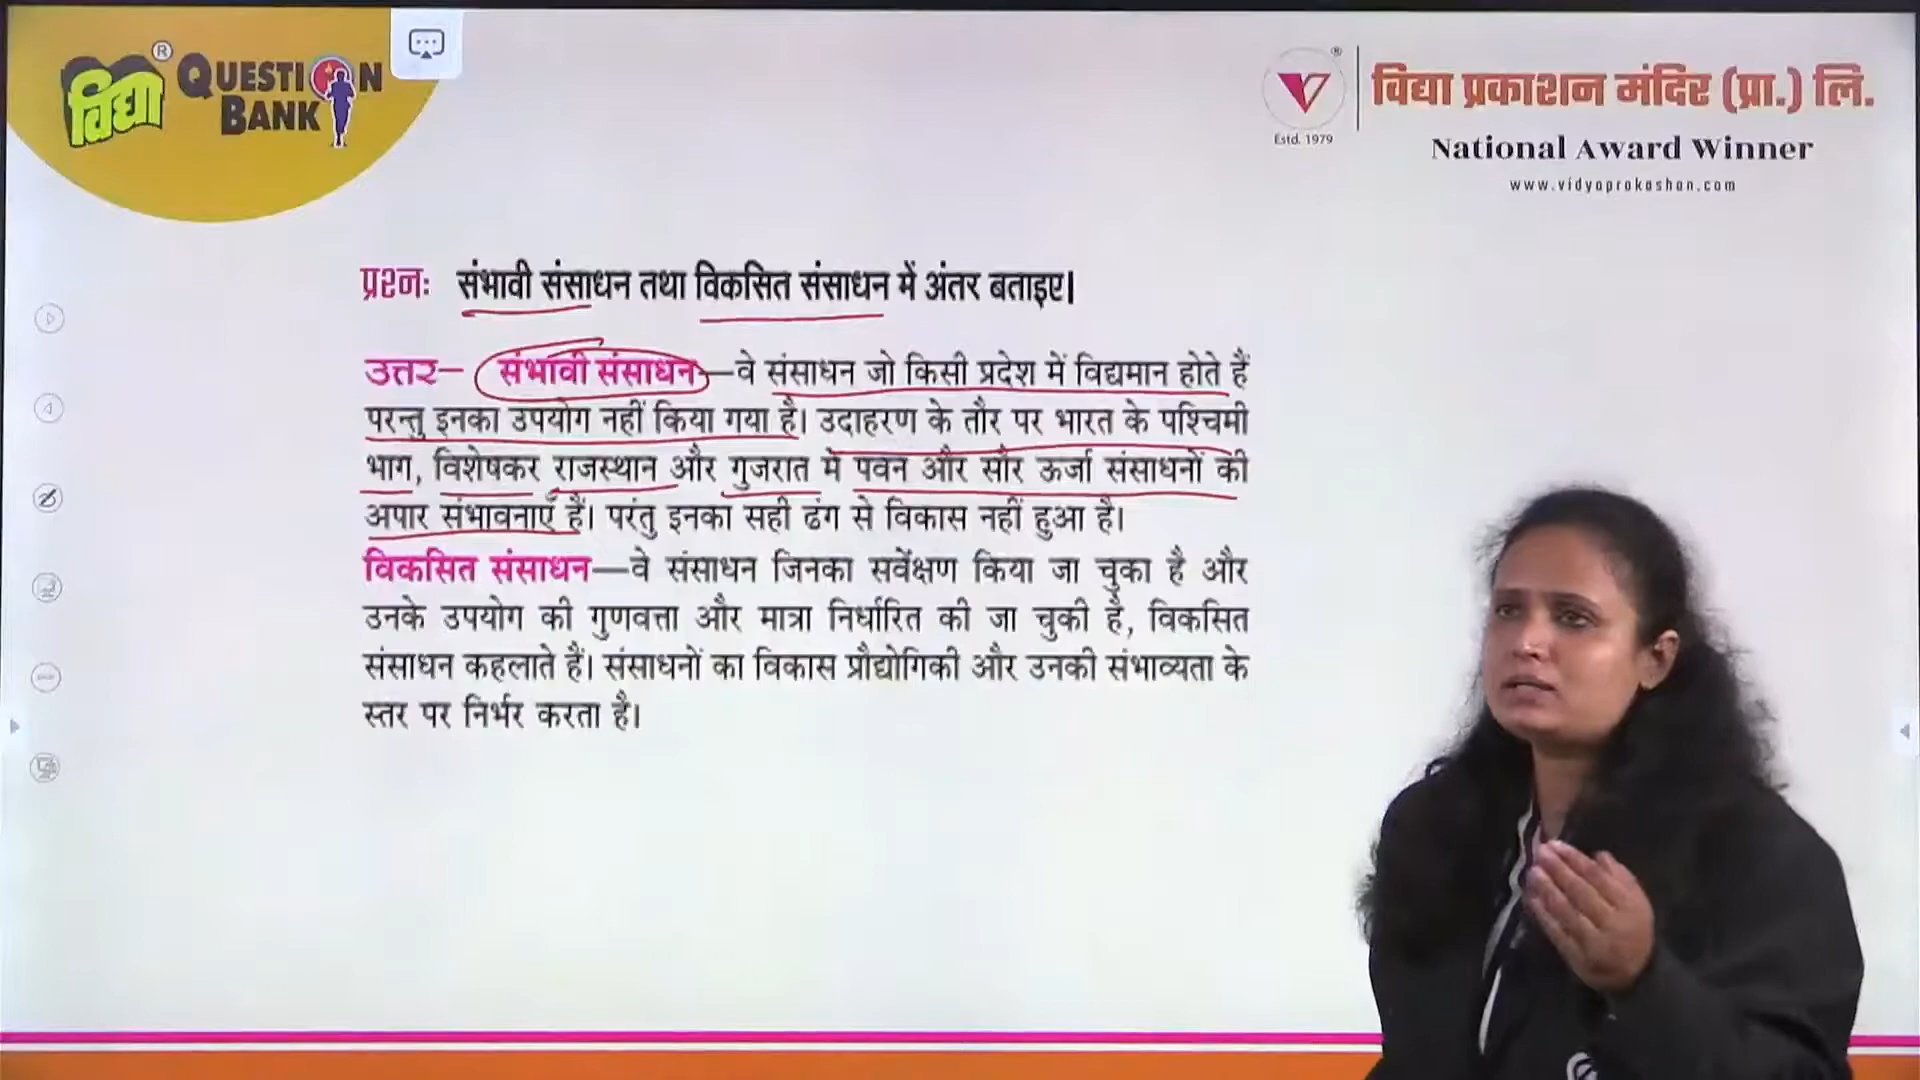 विद्या
®
QUESTION
BANK
®
Estd. 1979
विद्या प्रकाशन मंदिर (प्रा.) लि.
National Award Winner
www.vidyaprakashan.com
प्रश्नः संभावी संसाधन तथा विकसित संसाधन में अंतर बताइए।
उत्तर– संभावी संसाधन—वे संसाधन जो किसी प्रदेश में विद्यमान होते हैं
परन्तु इनका उपयोग नहीं किया गया है। उदाहरण के तौर पर भारत के पश्चिमी
भाग, विशेषकर राजस्थान और गुजरात में पवन और सौर ऊर्जा संसाधनों की
अपार संभावनाएँ हैं। परंतु इनका सही ढंग से विकास नहीं हुआ है।
विकसित संसाधन—वे संसाधन जिनका सर्वेक्षण किया जा चुका है और
उनके उपयोग की गुणवत्ता और मात्रा निर्धारित की जा चुकी है, विकसित
संसाधन कहलाते हैं। संसाधनों का विकास प्रौद्योगिकी और उनकी संभाव्यता के
स्तर पर निर्भर करता है।